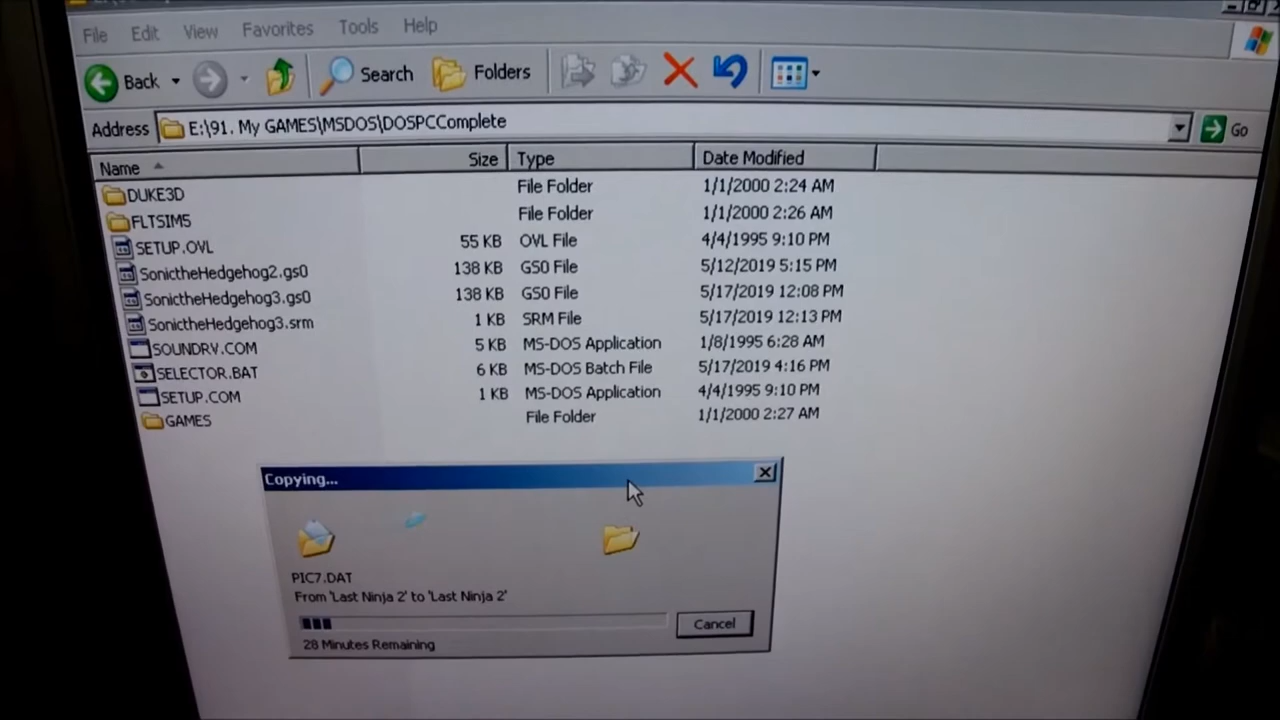 File Edit View Favorites Tools Help
Back Search Folders
Address E:\91. My GAMES\MSDOS\DOSPCComplete Go
Name Size Type Date Modified
DUKE3D File Folder 1/1/2000 2:24 AM
FLTSIM5 File Folder 1/1/2000 2:26 AM
SETUP.OVL 55 KB OVL File 4/4/1995 9:10 PM
SonictheHedgehog2.gs0 138 KB GS0 File 5/12/2019 5:15 PM
SonictheHedgehog3.gs0 138 KB GS0 File 5/17/2019 12:08 PM
SonictheHedgehog3.srm 1 KB SRM File 5/17/2019 12:13 PM
SOUNDRV.COM 5 KB MS-DOS Application 1/8/1995 6:28 AM
SELECTOR.BAT 6 KB MS-DOS Batch File 5/17/2019 4:16 PM
SETUP.COM 1 KB MS-DOS Application 4/4/1995 9:10 PM
GAMES File Folder 1/1/2000 2:27 AM
Copying...
PIC7.DAT
From 'Last Ninja 2' to 'Last Ninja 2'
Cancel
28 Minutes Remaining